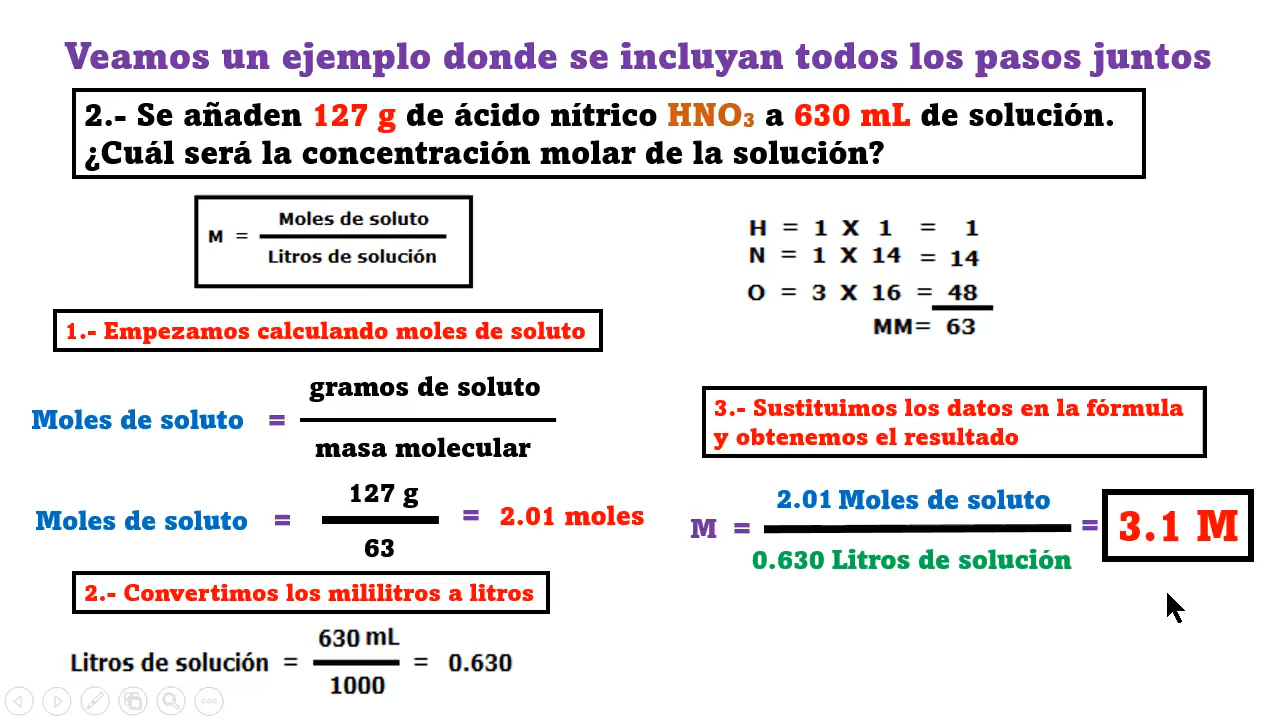 Veamos un ejemplo donde se incluyan todos los pasos juntos
2.- Se añaden 127 g de ácido nítrico HNO₃ a 630 mL de solución.
¿Cuál será la concentración molar de la solución?
M = Moles de soluto
Litros de solución
H = 1 X 1 = 1
N = 1 X 14 = 14
O = 3 X 16 = 48
MM= 63
1.- Empezamos calculando moles de soluto
Moles de soluto = gramos de soluto
masa molecular
Moles de soluto = 127 g
63
= 2.01 moles
2.- Convertimos los mililitros a litros
Litros de solución = 630 mL
1000
= 0.630
3.- Sustituimos los datos en la fórmula
y obtenemos el resultado
M = 2.01 Moles de soluto
0.630 Litros de solución
= 3.1 M